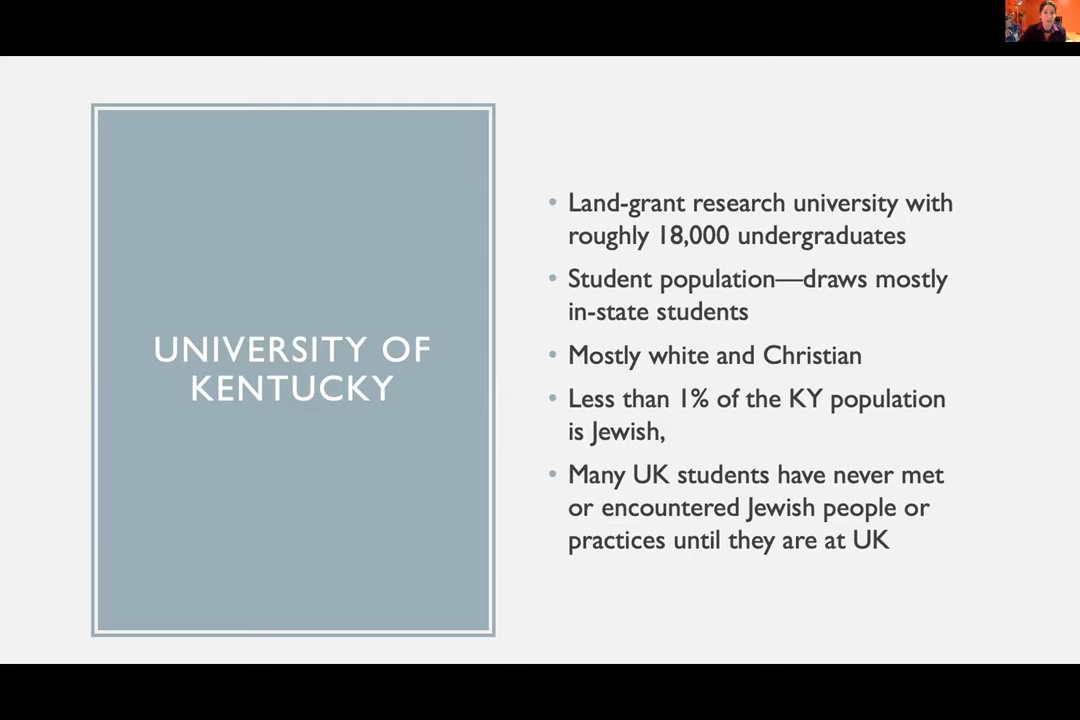 UNIVERSITY OF
KENTUCKY
• Land-grant research university with
roughly 18,000 undergraduates
• Student population—draws mostly
in-state students
• Mostly white and Christian
• Less than 1% of the KY population
is Jewish,
• Many UK students have never met
or encountered Jewish people or
practices until they are at UK